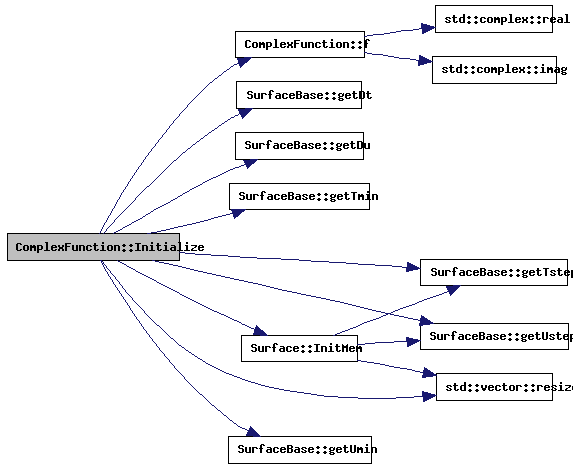 std::complex::real
ComplexFunction::f
std::complex::imag
SurfaceBase::getDt
SurfaceBase::getDu
SurfaceBase::getTmin
ComplexFunction::Initialize
SurfaceBase::getTstep
SurfaceBase::getUstep
Surface::InitMem
std::vector::resize
SurfaceBase::getUmin